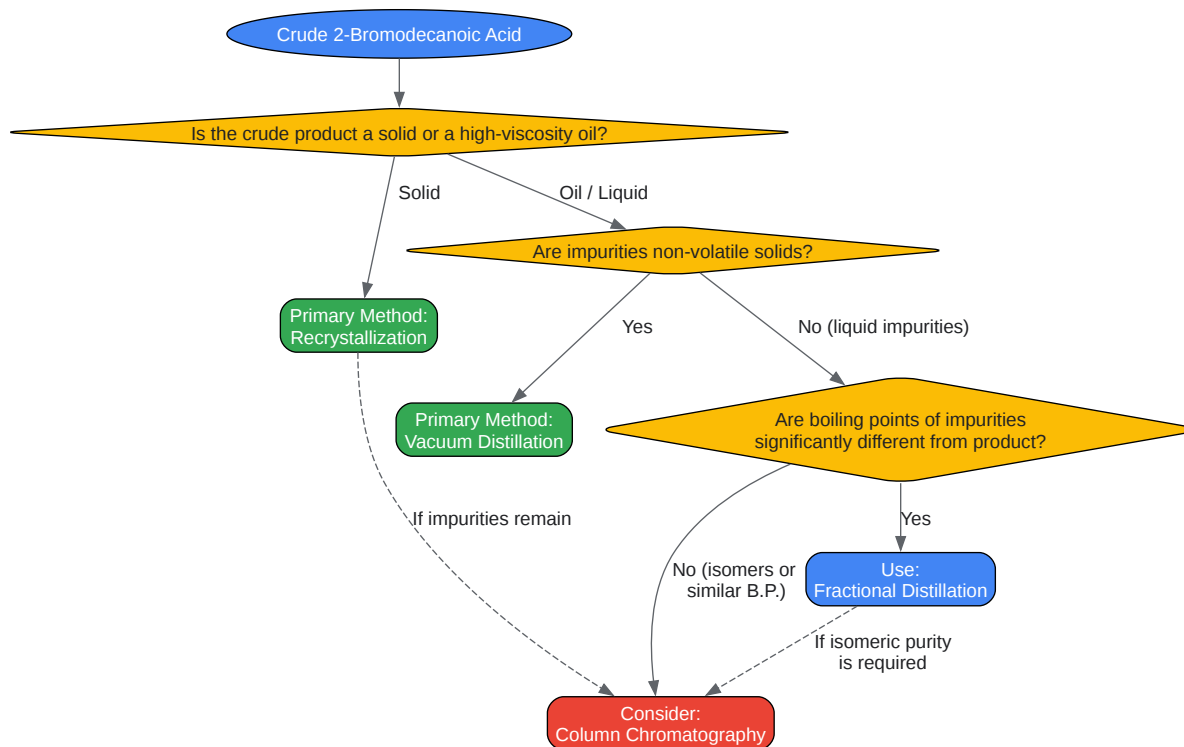 Crude 2-Bromodecanoic Acid
Is the crude product a solid or a high-viscosity oil?
Solid
Oil / Liquid
Are impurities non-volatile solids?
Primary Method:
Recrystallization
Yes
No (liquid impurities)
Primary Method:
Vacuum Distillation
Are boiling points of impurities
significantly different from product?
If impurities remain
Yes
No (isomers or
similar B.P.)
Use:
Fractional Distillation
If isomeric purity
is required
Consider:
Column Chromatography